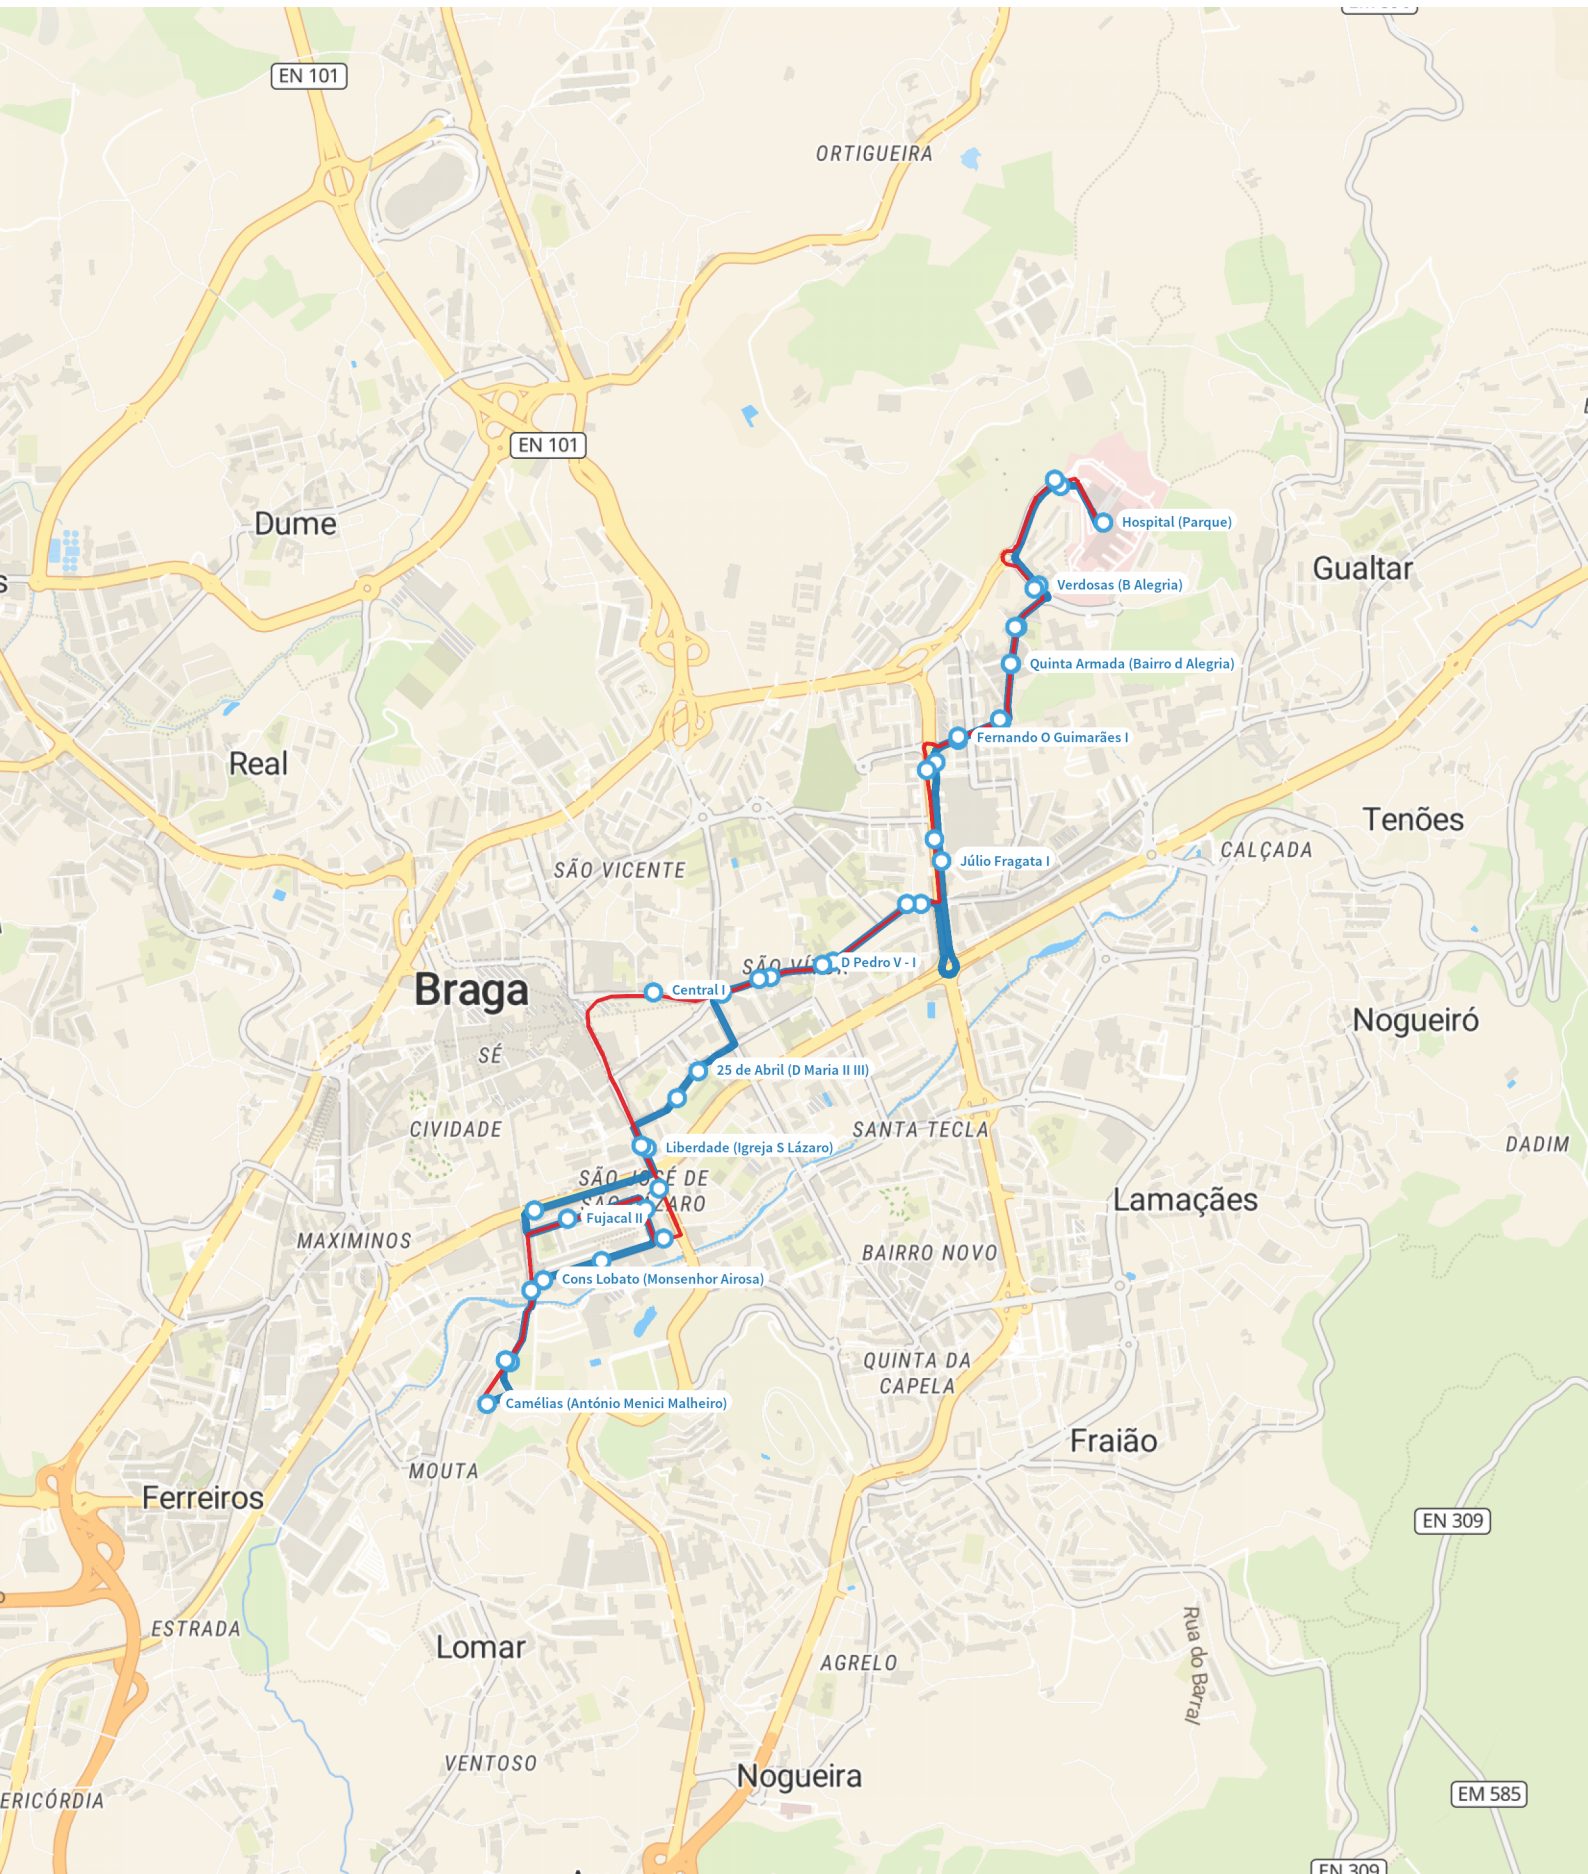 EN 101
ORTIGUEIRA
EN 101
Dume
Hospital (Parque)
Gualtar
Verdosas (B Alegria)
Quinta Armada (Bairro d Alegria)
Fernando O Guimarães I
Real
Tenões
CALÇADA
Júlio Fragata I
SÃO VICENTE
D Pedro V - I
Braga
Central I
Nogueiró
SÉ
25 de Abril (D Maria II III)
CIVIDADE
SANTA TECLA
DADIM
Liberdade (Igreja S Lázaro)
SÃO JOSÉ DE
Lamaçães
Fujacal II
MAXIMINOS
BAIRRO NOVO
Cons Lobato (Monsenhor Airosa)
QUINTA DA
CAPELA
Camélias (António Menici Malheiro)
Fraião
MOUTA
Ferreiros
EN 309
ESTRADA
Lomar
AGRELO
Rua do Barral
VENTOSO
Nogueira
EM 585
ERICÓRDIA
EN 309